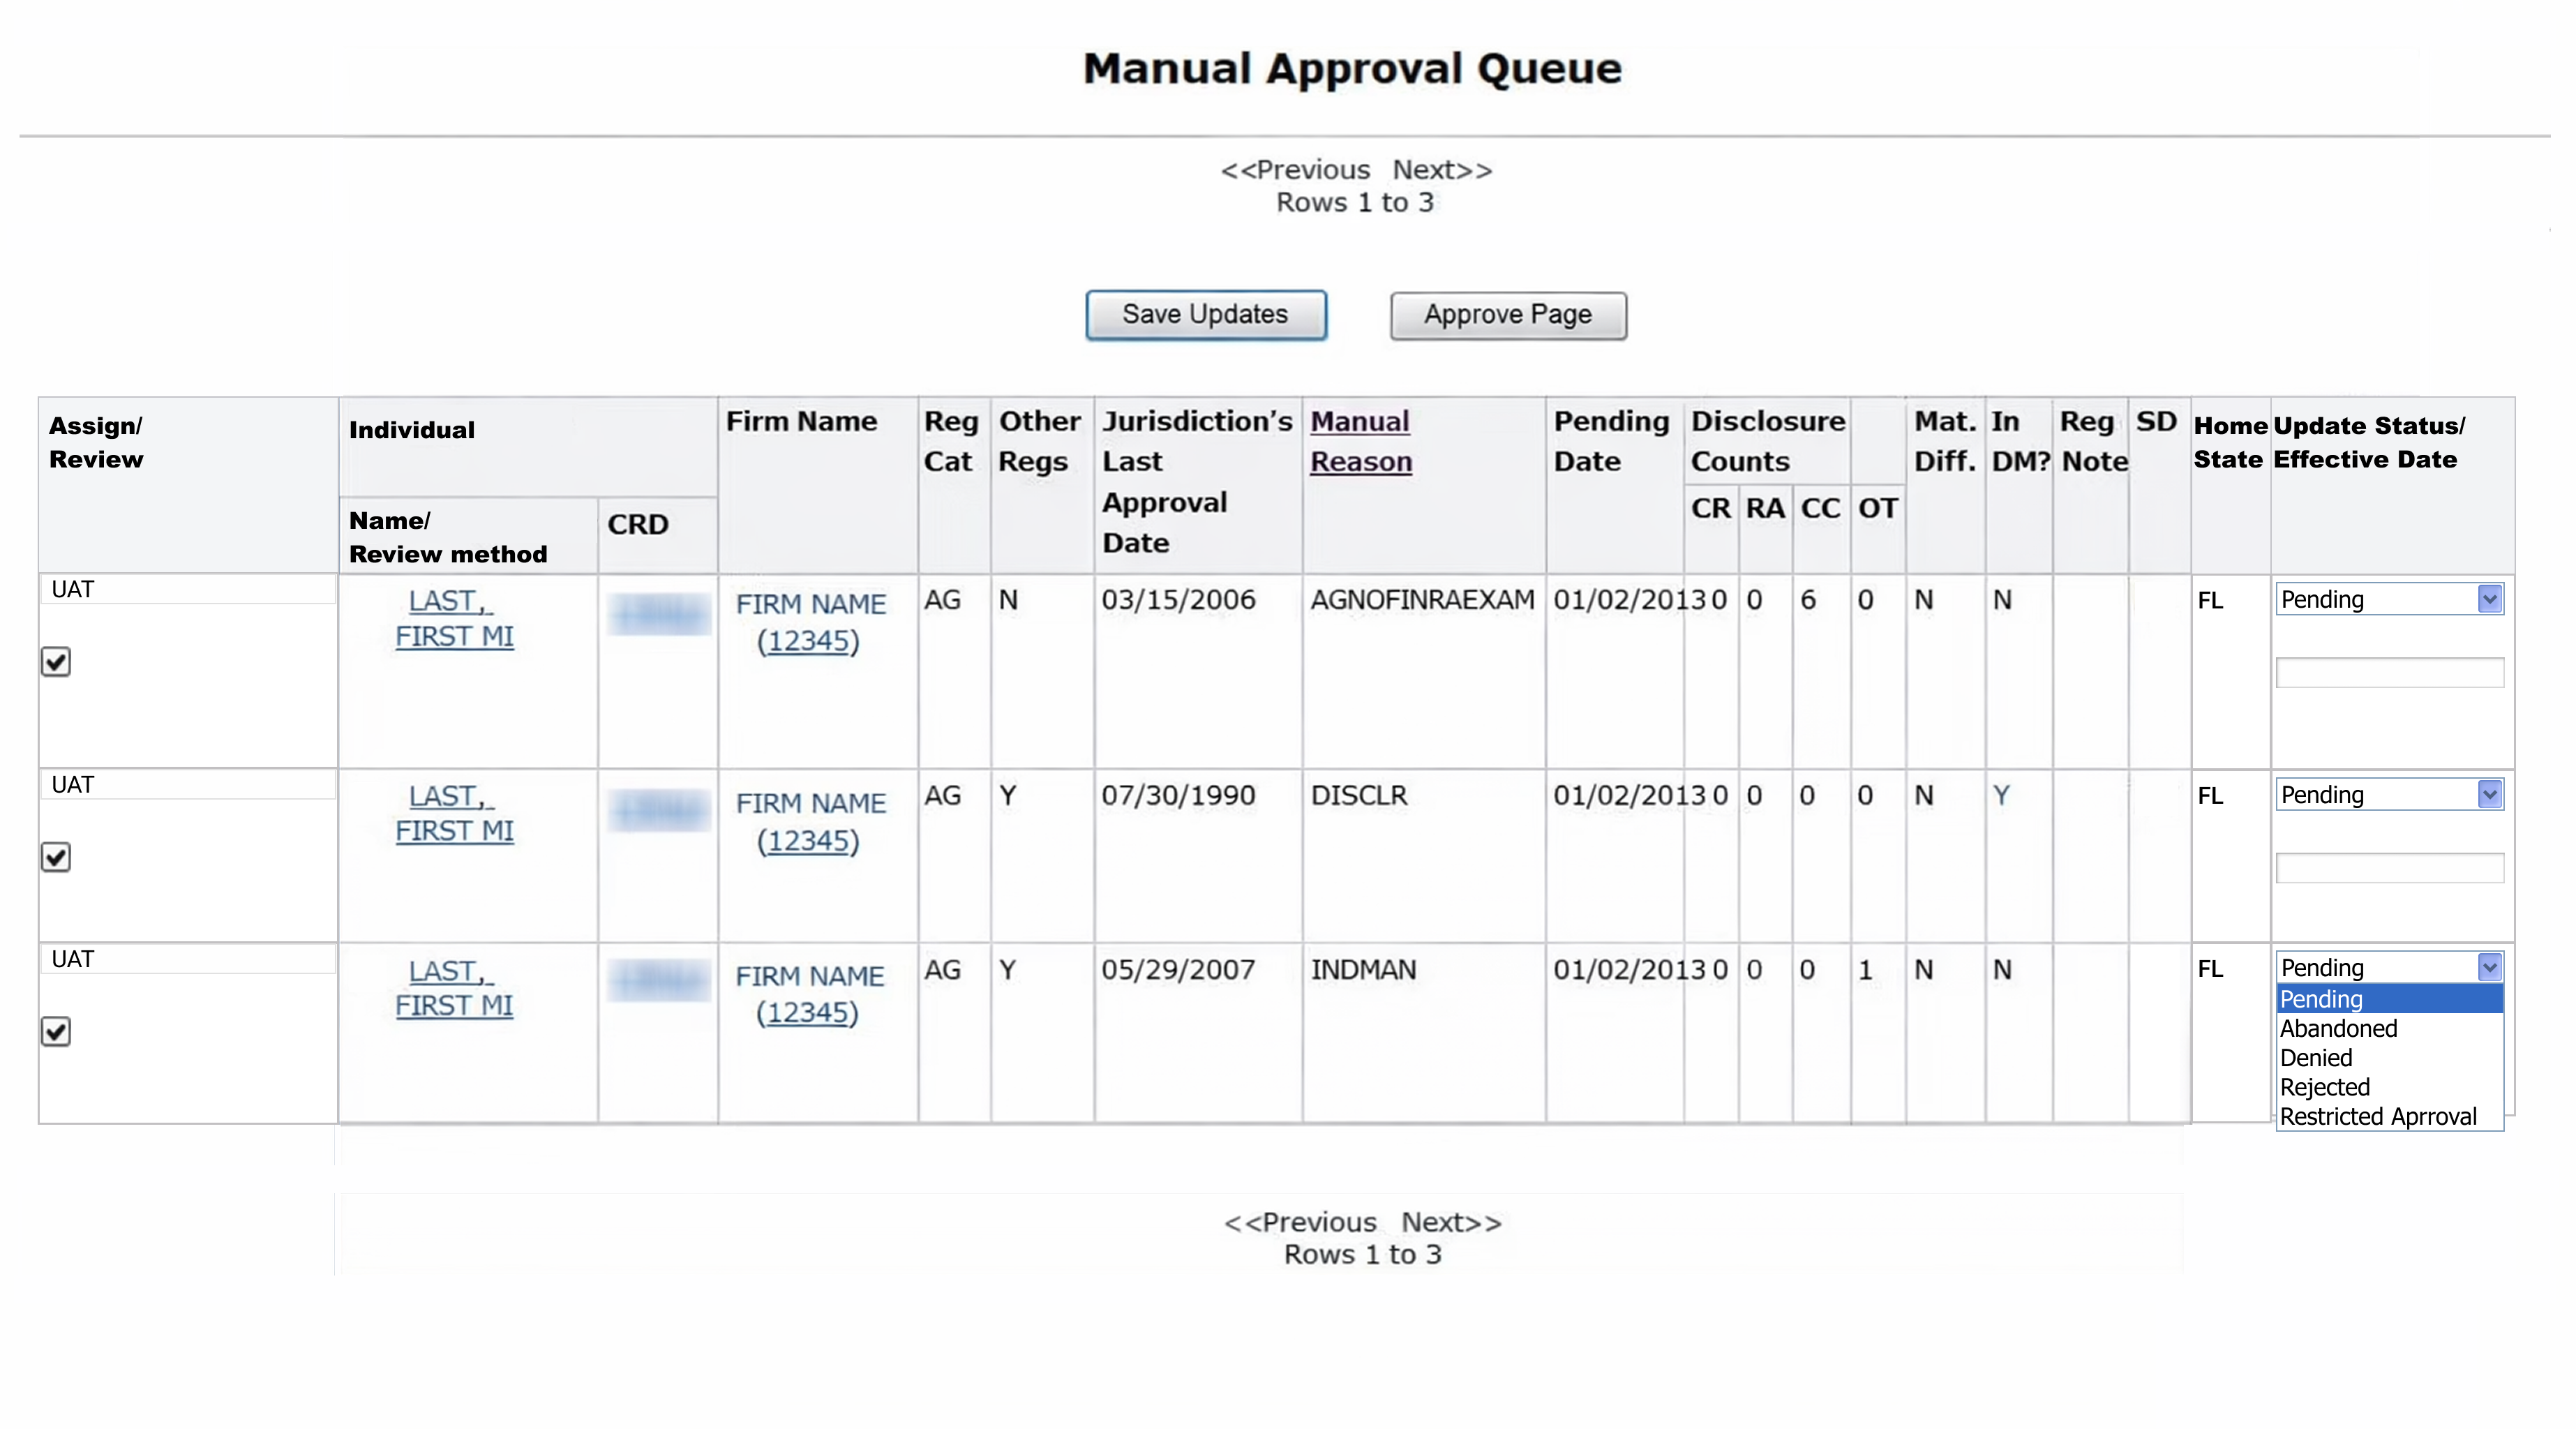 Manual Approval Queue
<<Previous Next>>
Rows 1 to 3
Save Updates Approve Page
Assign/
Review
Individual
Name/
Review method
CRD
Firm Name
Reg
Cat
Other
Regs
Jurisdiction’s
Last
Approval
Date
Manual
Reason
Pending
Date
Disclosure
Counts
CR RA CC OT
Mat.
Diff.
In
DM?
Reg
Note
SD
Home
State
Update Status/
Effective Date
UAT
LAST,
FIRST MI
FIRM NAME
(12345)
AG N 03/15/2006 AGNOFINRAEXAM 01/02/2013 0 0 6 0 N N FL Pending
UAT
LAST,
FIRST MI
FIRM NAME
(12345)
AG Y 07/30/1990 DISCLR 01/02/2013 0 0 0 0 N Y FL Pending
UAT
LAST,
FIRST MI
FIRM NAME
(12345)
AG Y 05/29/2007 INDMAN 01/02/2013 0 0 0 1 N N FL Pending
Pending
Abandoned
Denied
Rejected
Restricted Aprroval
<<Previous Next>>
Rows 1 to 3